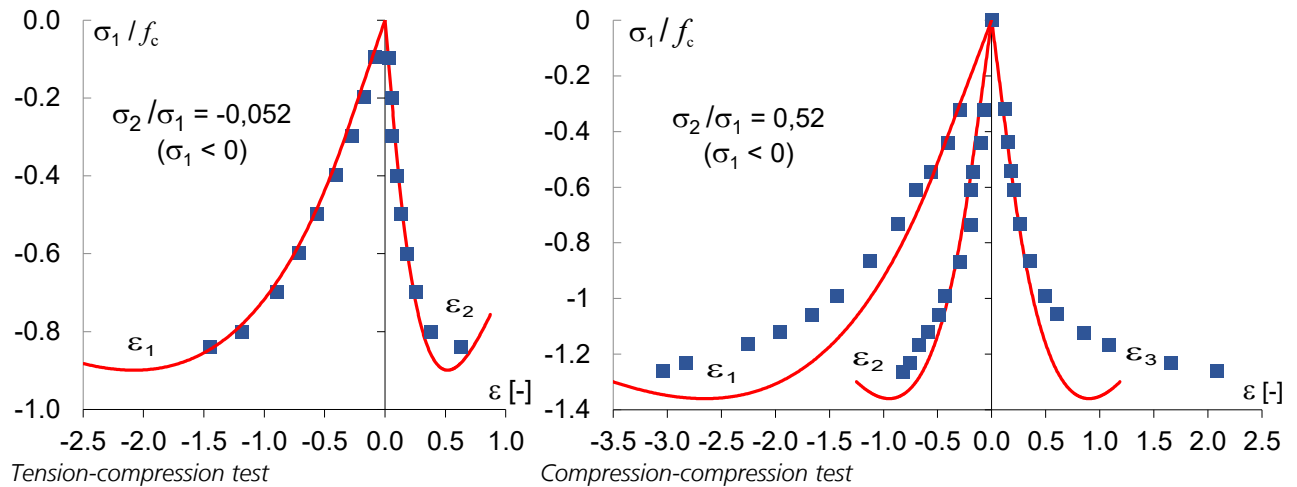 σ1 / fc
0.0
-0.2
-0.4
-0.6
-0.8
-1.0
σ2 /σ1 = -0,052
(σ1 < 0)
ε1
ε2
ε [-]
-2.5 -2.0 -1.5 -1.0 -0.5 0.0 0.5 1.0
Tension-compression test
σ1 / fc
0.0
-0.2
-0.4
-0.6
-0.8
-1
-1.2
-1.4
σ2 /σ1 = 0,52
(σ1 < 0)
ε1
ε2
ε3
ε [-]
-3.5 -3.0 -2.5 -2.0 -1.5 -1.0 -0.5 0.0 0.5 1.0 1.5 2.0 2.5
Compression-compression test